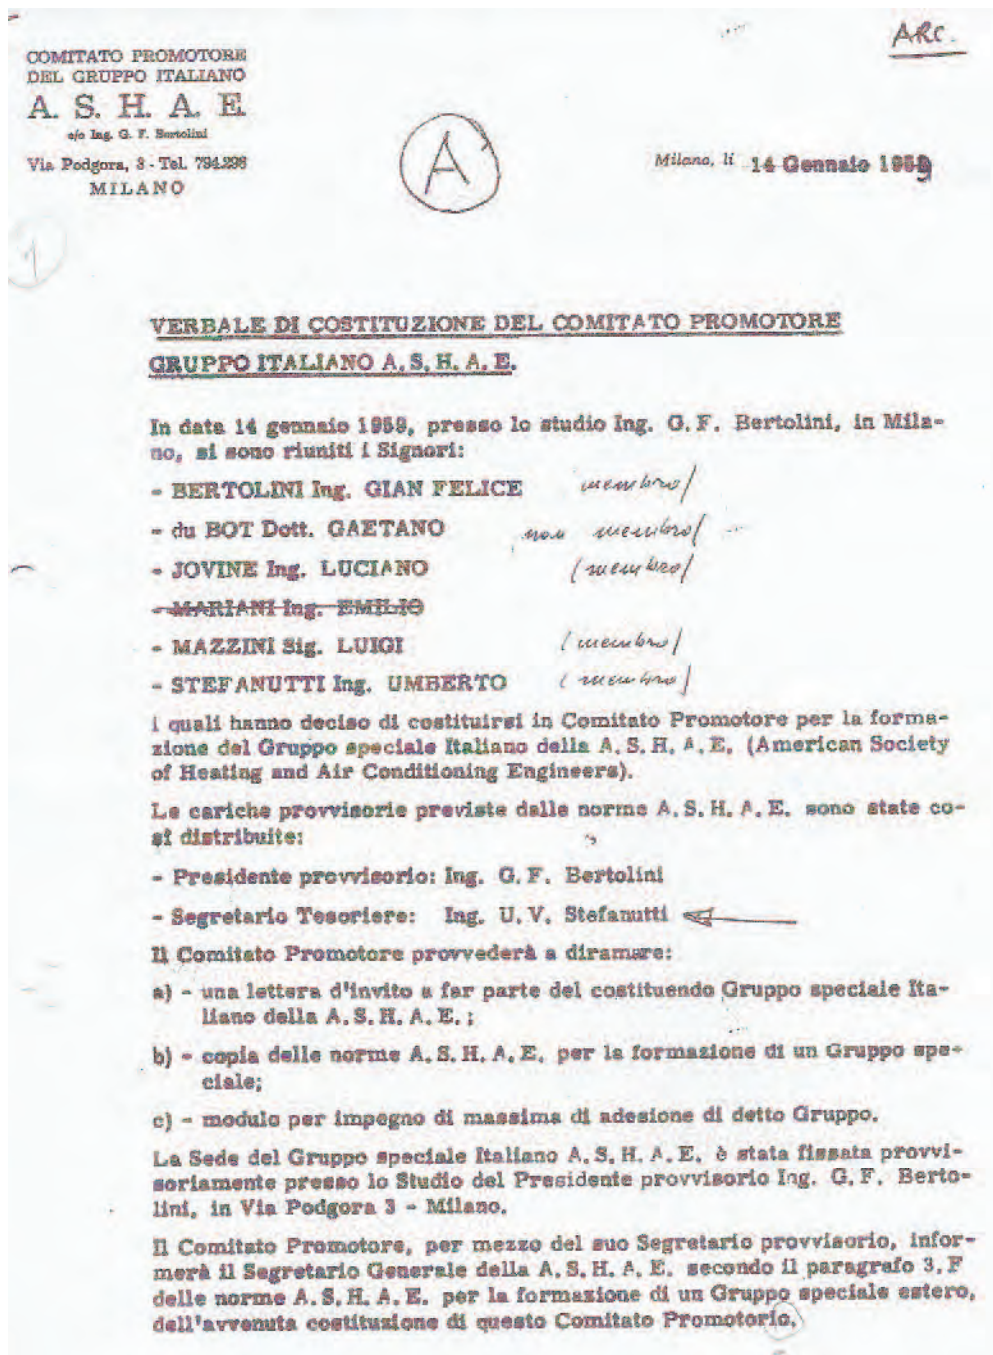 ARC.
COMITATO PROMOTORE
DEL GRUPPO ITALIANO
A. S. H. A. E.
c/o Ing. G. F. Bertolini
Via Podgora, 3 - Tel. 794.298
MILANO
A
Milano, lì 14 Gennaio 1959
1
VERBALE DI COSTITUZIONE DEL COMITATO PROMOTORE
GRUPPO ITALIANO A. S. H. A. E.
In data 14 gennaio 1959, presso lo studio Ing. G. F. Bertolini, in Mila-
no, si sono riuniti i Signori:
- BERTOLINI Ing. GIAN FELICE membro)
- du BOT Dott. GAETANO non membro)
- JOVINE Ing. LUCIANO (membro)
- MARIANI Ing. EMILIO
- MAZZINI Sig. LUIGI (membro)
- STEFANUTTI Ing. UMBERTO (membro)
i quali hanno deciso di costituirsi in Comitato Promotore per la forma-
zione del Gruppo speciale Italiano della A. S. H. A. E. (American Society
of Heating and Air Conditioning Engineers).
Le cariche provvisorie previste dalle norme A. S. H. A. E. sono state co-
sì distribuite:
- Presidente provvisorio: Ing. G. F. Bertolini
- Segretario Tesoriere: Ing. U. V. Stefanutti
Il Comitato Promotore provvederà a diramare:
a) - una lettera d'invito a far parte del costituendo Gruppo speciale Ita-
liano della A. S. H. A. E. ;
b) - copia delle norme A. S. H. A. E. per la formazione di un Gruppo spe-
ciale;
c) - modulo per impegno di massima di adesione di detto Gruppo.
La Sede del Gruppo speciale Italiano A. S. H. A. E. è stata fissata provvi-
soriamente presso lo Studio del Presidente provvisorio Ing. G. F. Berto-
lini, in Via Podgora 3 - Milano.
Il Comitato Promotore, per mezzo del suo Segretario provvisorio, infor-
merà il Segretario Generale della A. S. H. A. E. secondo il paragrafo 3. F
delle norme A. S. H. A. E. per la formazione di un Gruppo speciale estero,
dell'avvenuta costituzione di questo Comitato Promotorio.